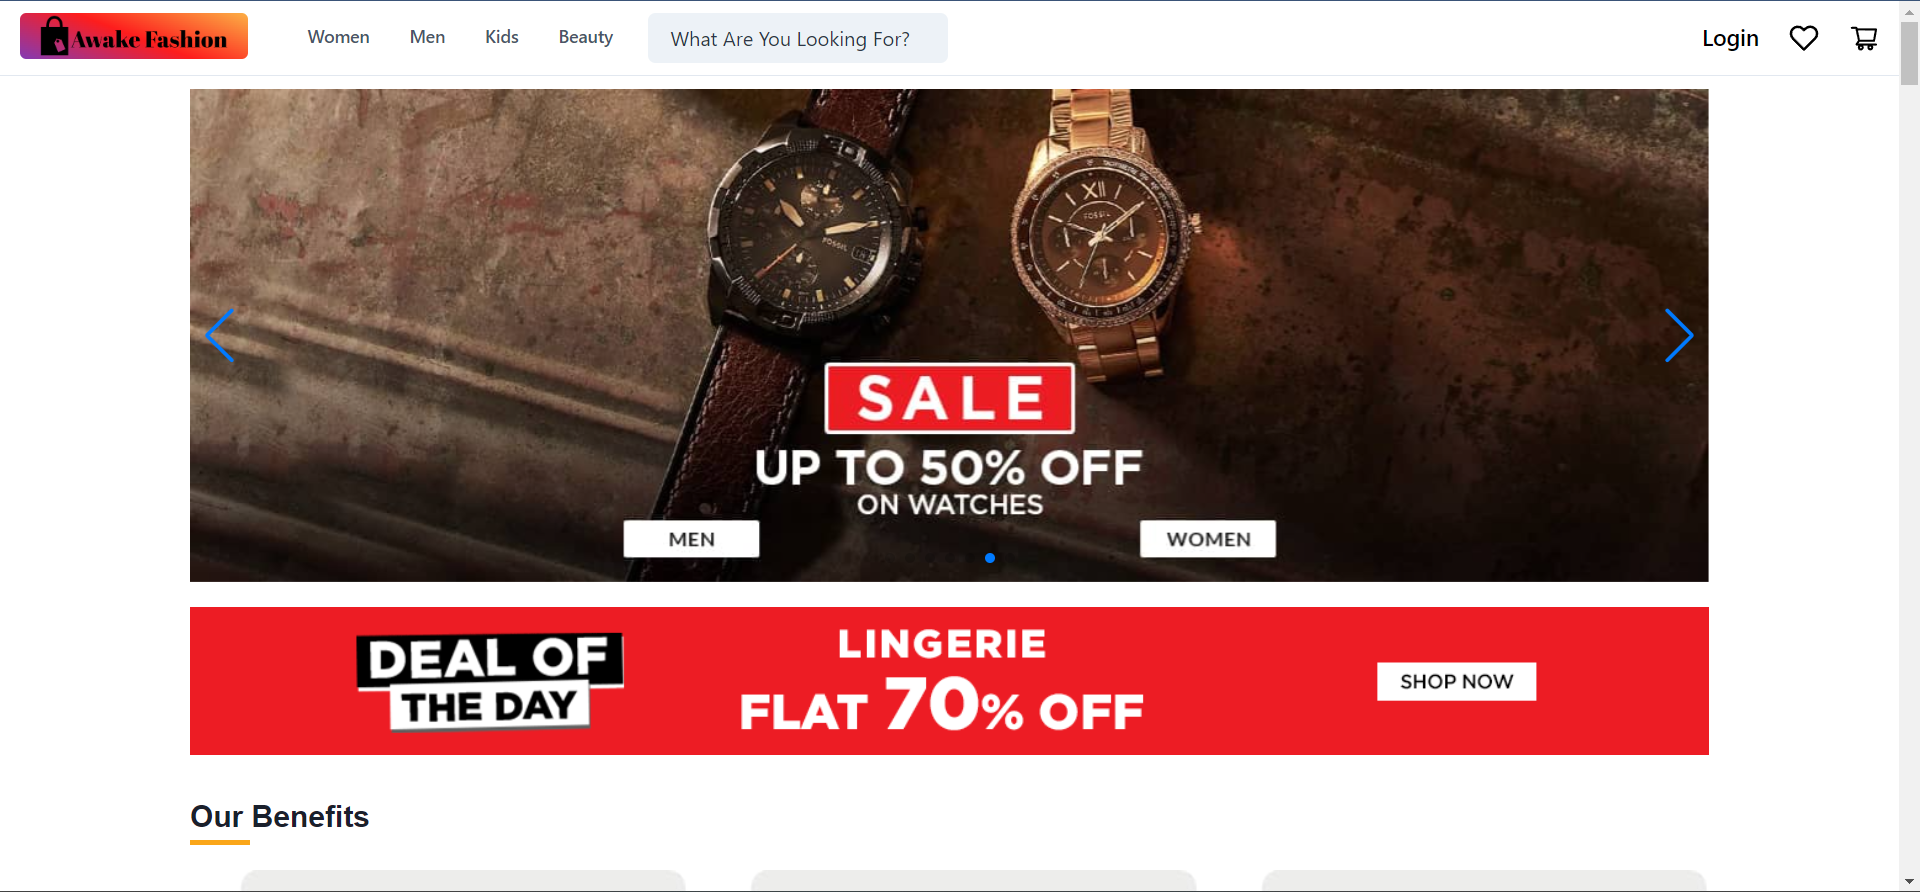 Awake Fashion
Women
Men
Kids
Beauty
What Are You Looking For?
Login
FOSSIL
XII
FOSSIL
SALE
UP TO 50% OFF
ON WATCHES
MEN
WOMEN
DEAL OF
THE DAY
LINGERIE
FLAT 70% OFF
SHOP NOW
Our Benefits